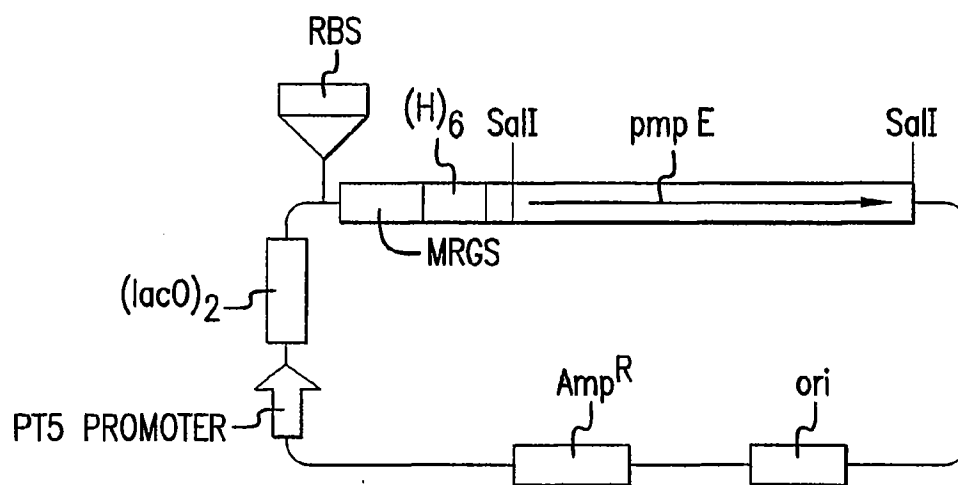 RBS
(H)6
SalI
pmp E
SalI
MRGS
(lacO)2
PT5 PROMOTER
AmpR
ori